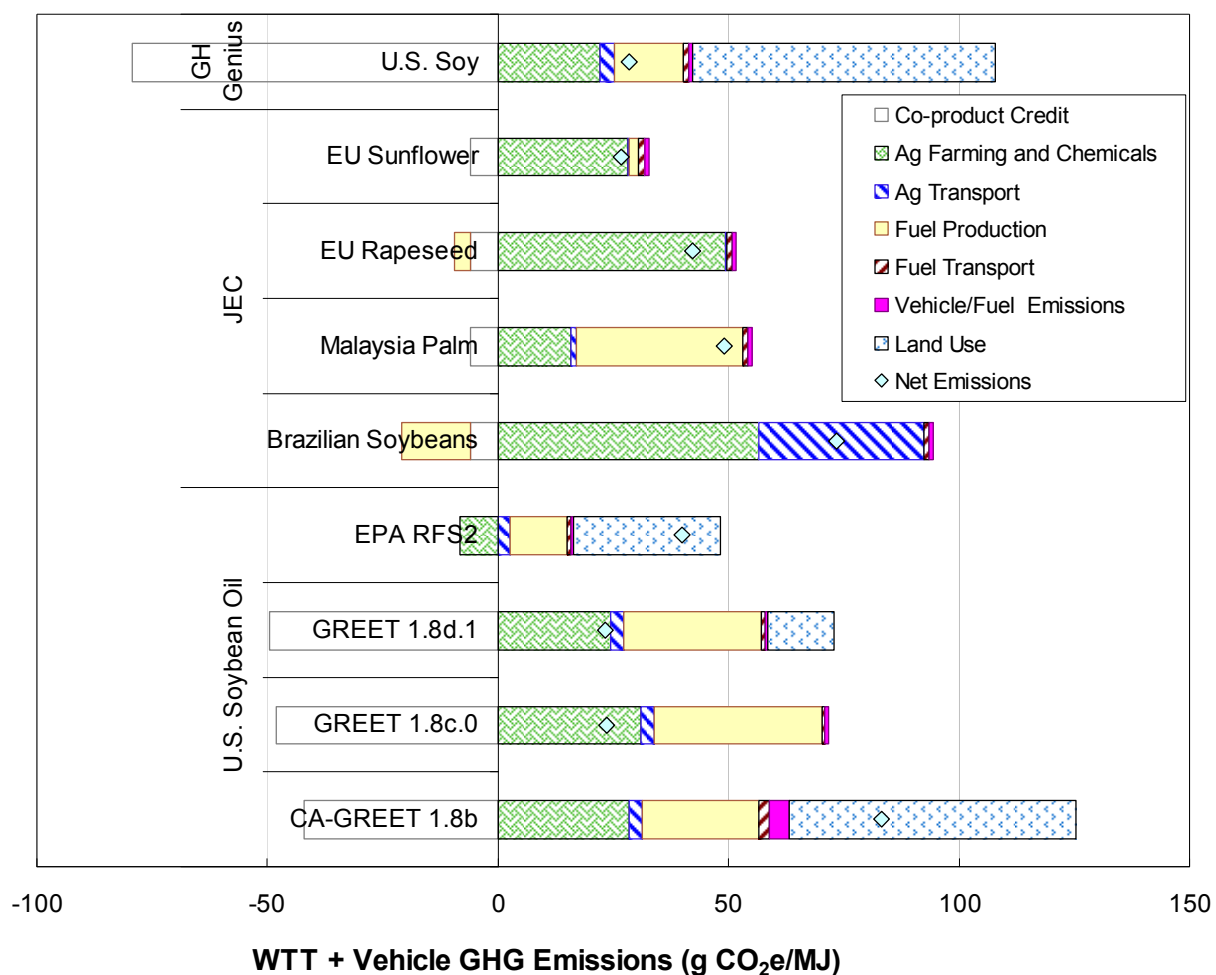 GH
Genius
U.S. Soy
EU Sunflower
JEC
EU Rapeseed
Malaysia Palm
Brazilian Soybeans
U.S. Soybean Oil
EPA RFS2
GREET 1.8d.1
GREET 1.8c.0
CA-GREET 1.8b
Co-product Credit
Ag Farming and Chemicals
Ag Transport
Fuel Production
Fuel Transport
Vehicle/Fuel Emissions
Land Use
Net Emissions
-100 -50 0 50 100 150
WTT + Vehicle GHG Emissions (g CO₂e/MJ)